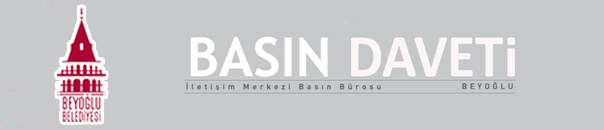 BEYOĞLU
BELEDİYESİ
BASIN DAVETi
İletişim Merkezi Basın Bürosu BEYOĞLU